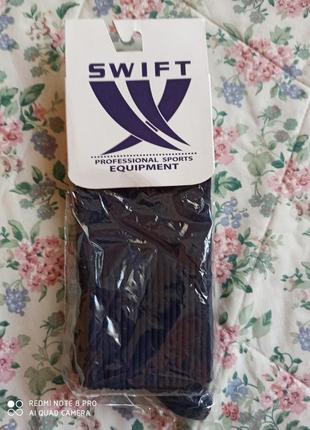 SWIFT
PROFESSIONAL SPORTS
EQUIPMENT
REDMI NOTE 8 PRO
AI QUAD CAMERA